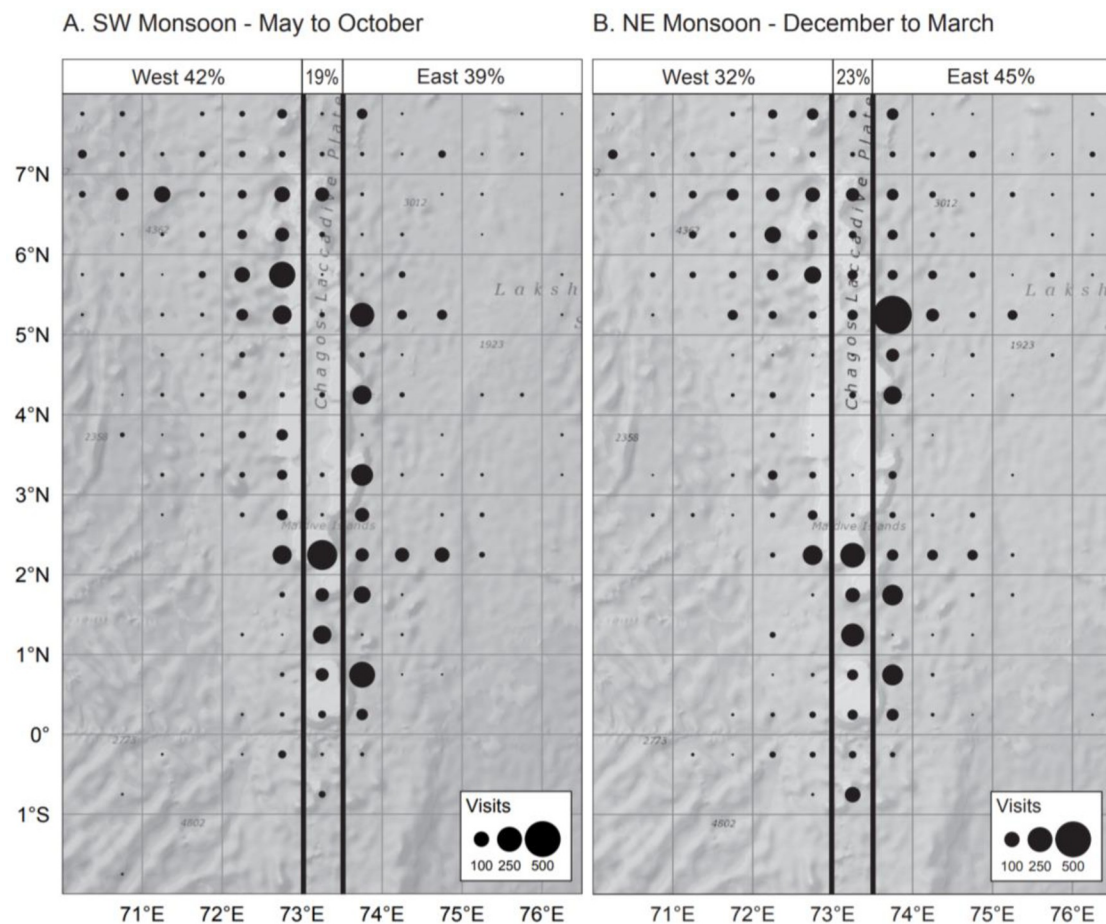 A. SW Monsoon - May to October
B. NE Monsoon - December to March
West 42%
19%
East 39%
West 32%
23%
East 45%
7°N
6°N
5°N
4°N
3°N
2°N
1°N
0°
1°S
Chagos-Laccadive Plate
3012
4362
Laksh
S
1923
2358
Maldive Islands
2773
4802
Visits
100 250 500
71°E 72°E 73°E 74°E 75°E 76°E
Chagos-Laccadive Plate
3012
4362
Laksh
1923
2358
Maldive Islands
2773
4802
Visits
100 250 500
71°E 72°E 73°E 74°E 75°E 76°E